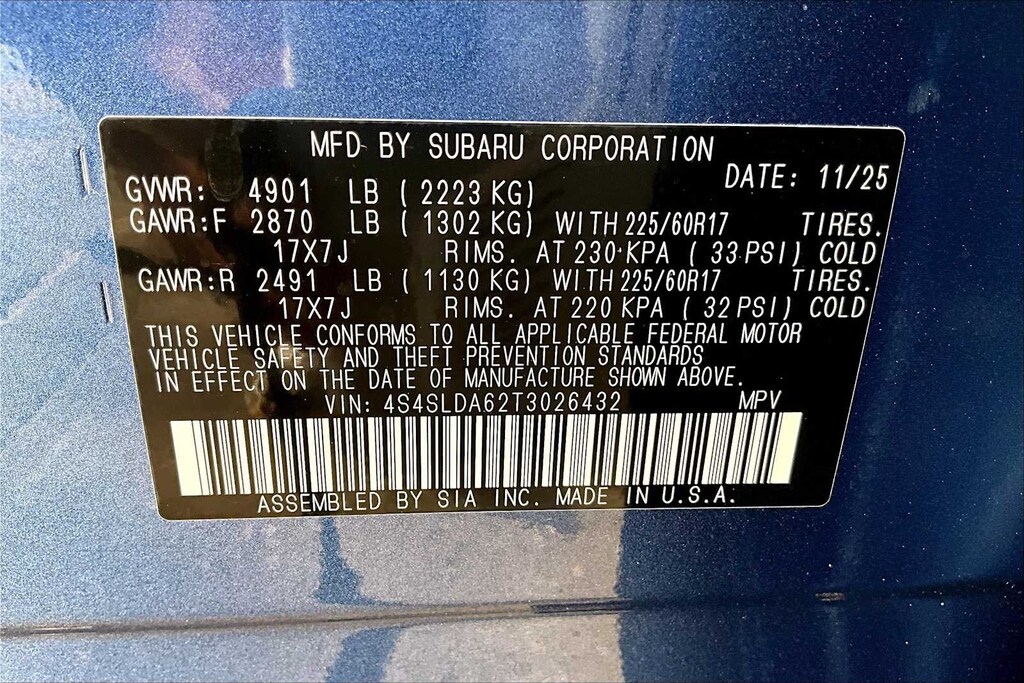 MFD BY SUBARU CORPORATION
DATE: 11/25
GVWR: 4901 LB ( 2223 KG)
GAWR:F 2870 LB ( 1302 KG) WITH 225/60R17 TIRES.
17X7J RIMS. AT 230 KPA ( 33 PSI) COLD
GAWR:R 2491 LB ( 1130 KG) WITH 225/60R17 TIRES.
17X7J RIMS. AT 220 KPA ( 32 PSI) COLD
THIS VEHICLE CONFORMS TO ALL APPLICABLE FEDERAL MOTOR
VEHICLE SAFETY AND THEFT PREVENTION STANDARDS
IN EFFECT ON THE DATE OF MANUFACTURE SHOWN ABOVE.
VIN: 4S4SLDA62T3026432 MPV
ASSEMBLED BY SIA INC. MADE IN U.S.A.